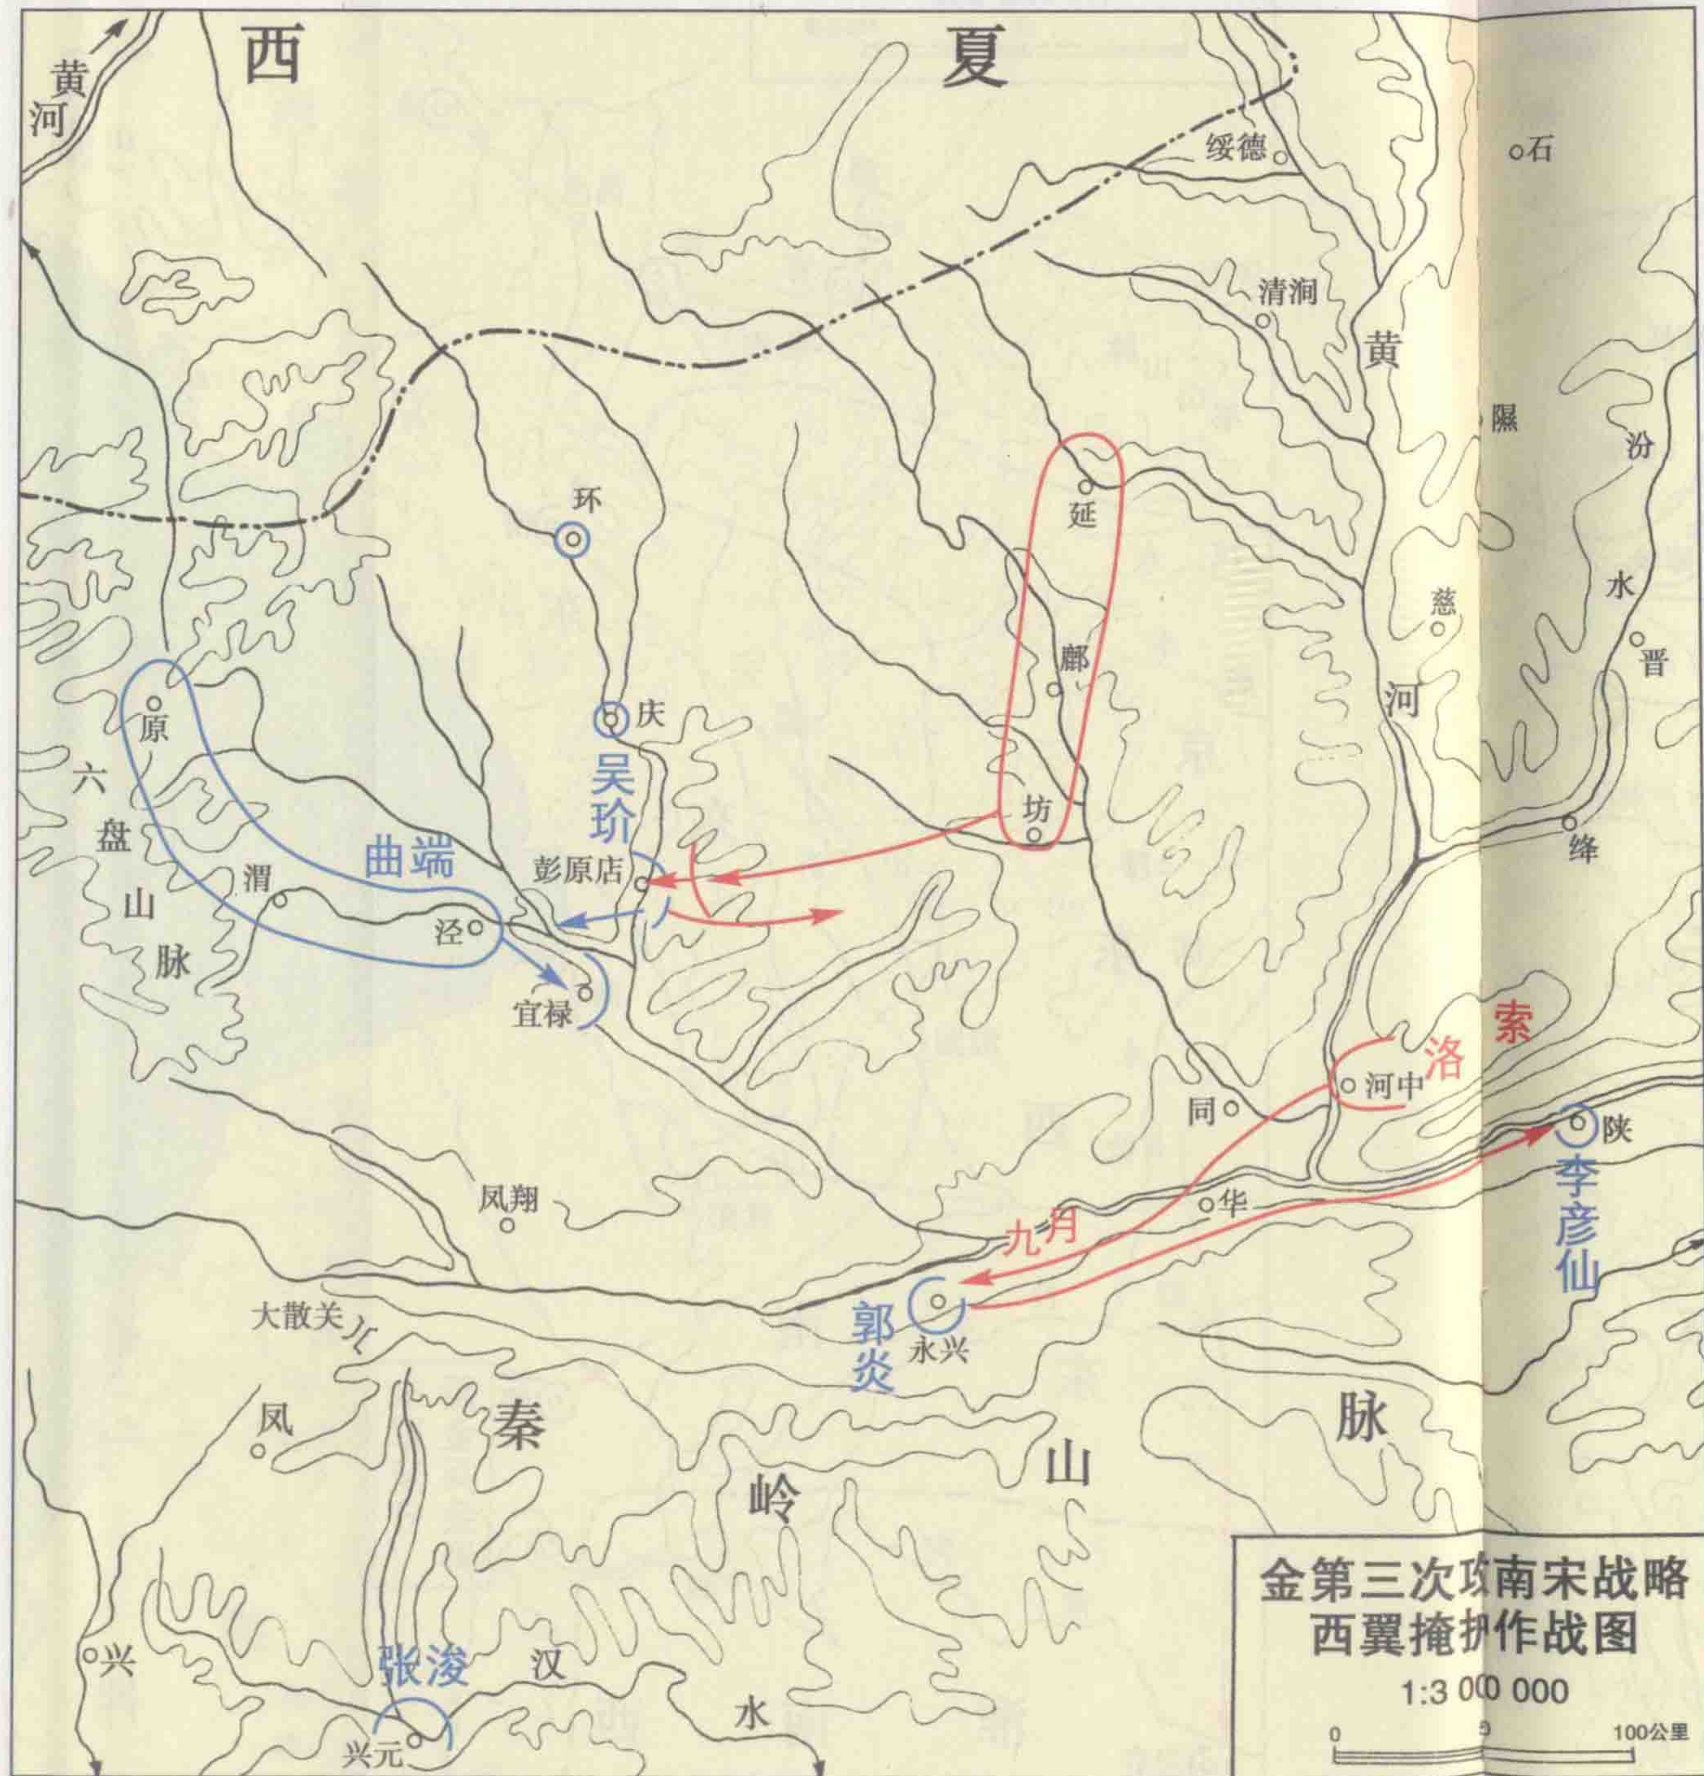 西夏
黄河
绥德
石
清涧
黄河
隰
汾水
环
延
慈
晋
鄜
原
庆
吴玠
六盘山脉
坊
曲端
彭原店
渭
泾
绛
宜禄
洛索
河中
同
陕
李彦仙
凤翔
华
九月
大散关
郭炎
永兴
凤
秦岭山脉
兴
张浚
汉水
兴元
金第三次攻南宋战略
西翼掩护作战图
1:3 000 000
0
100公里